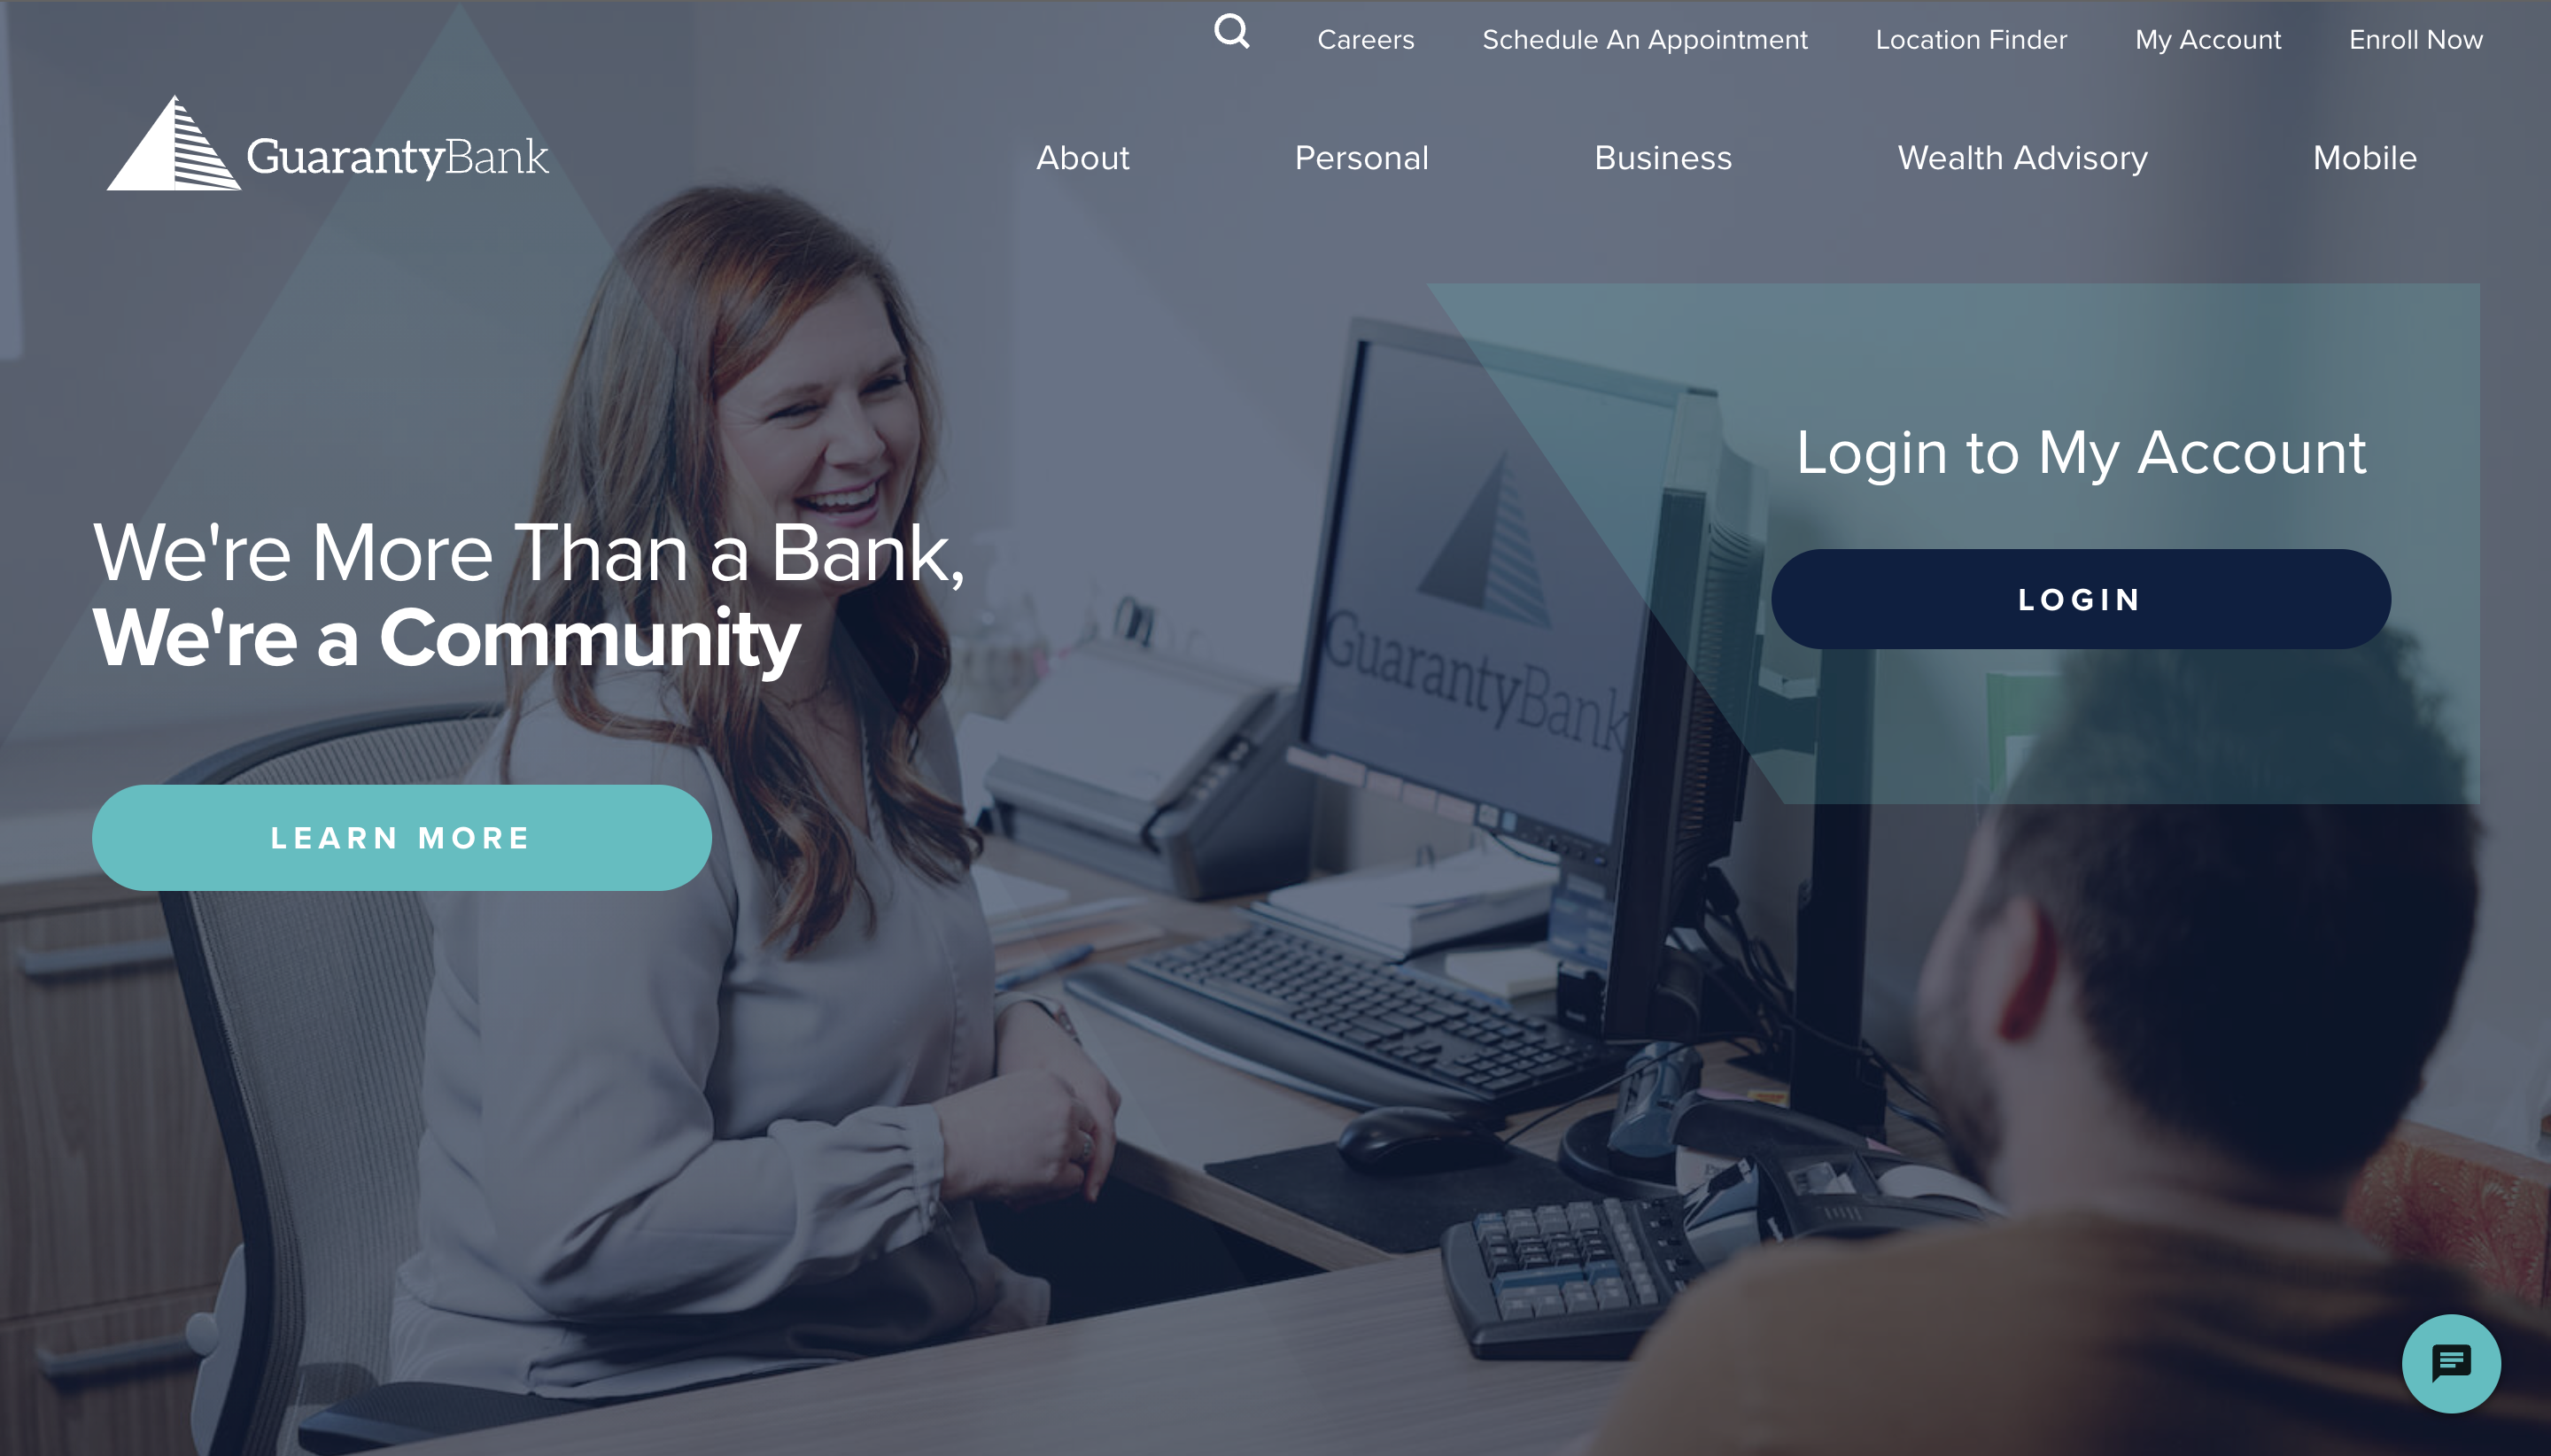 Careers Schedule An Appointment Location Finder My Account Enroll Now
GuarantyBank
About Personal Business Wealth Advisory Mobile
We're More Than a Bank,
We're a Community
LEARN MORE
Login to My Account
LOGIN
GuarantyBank